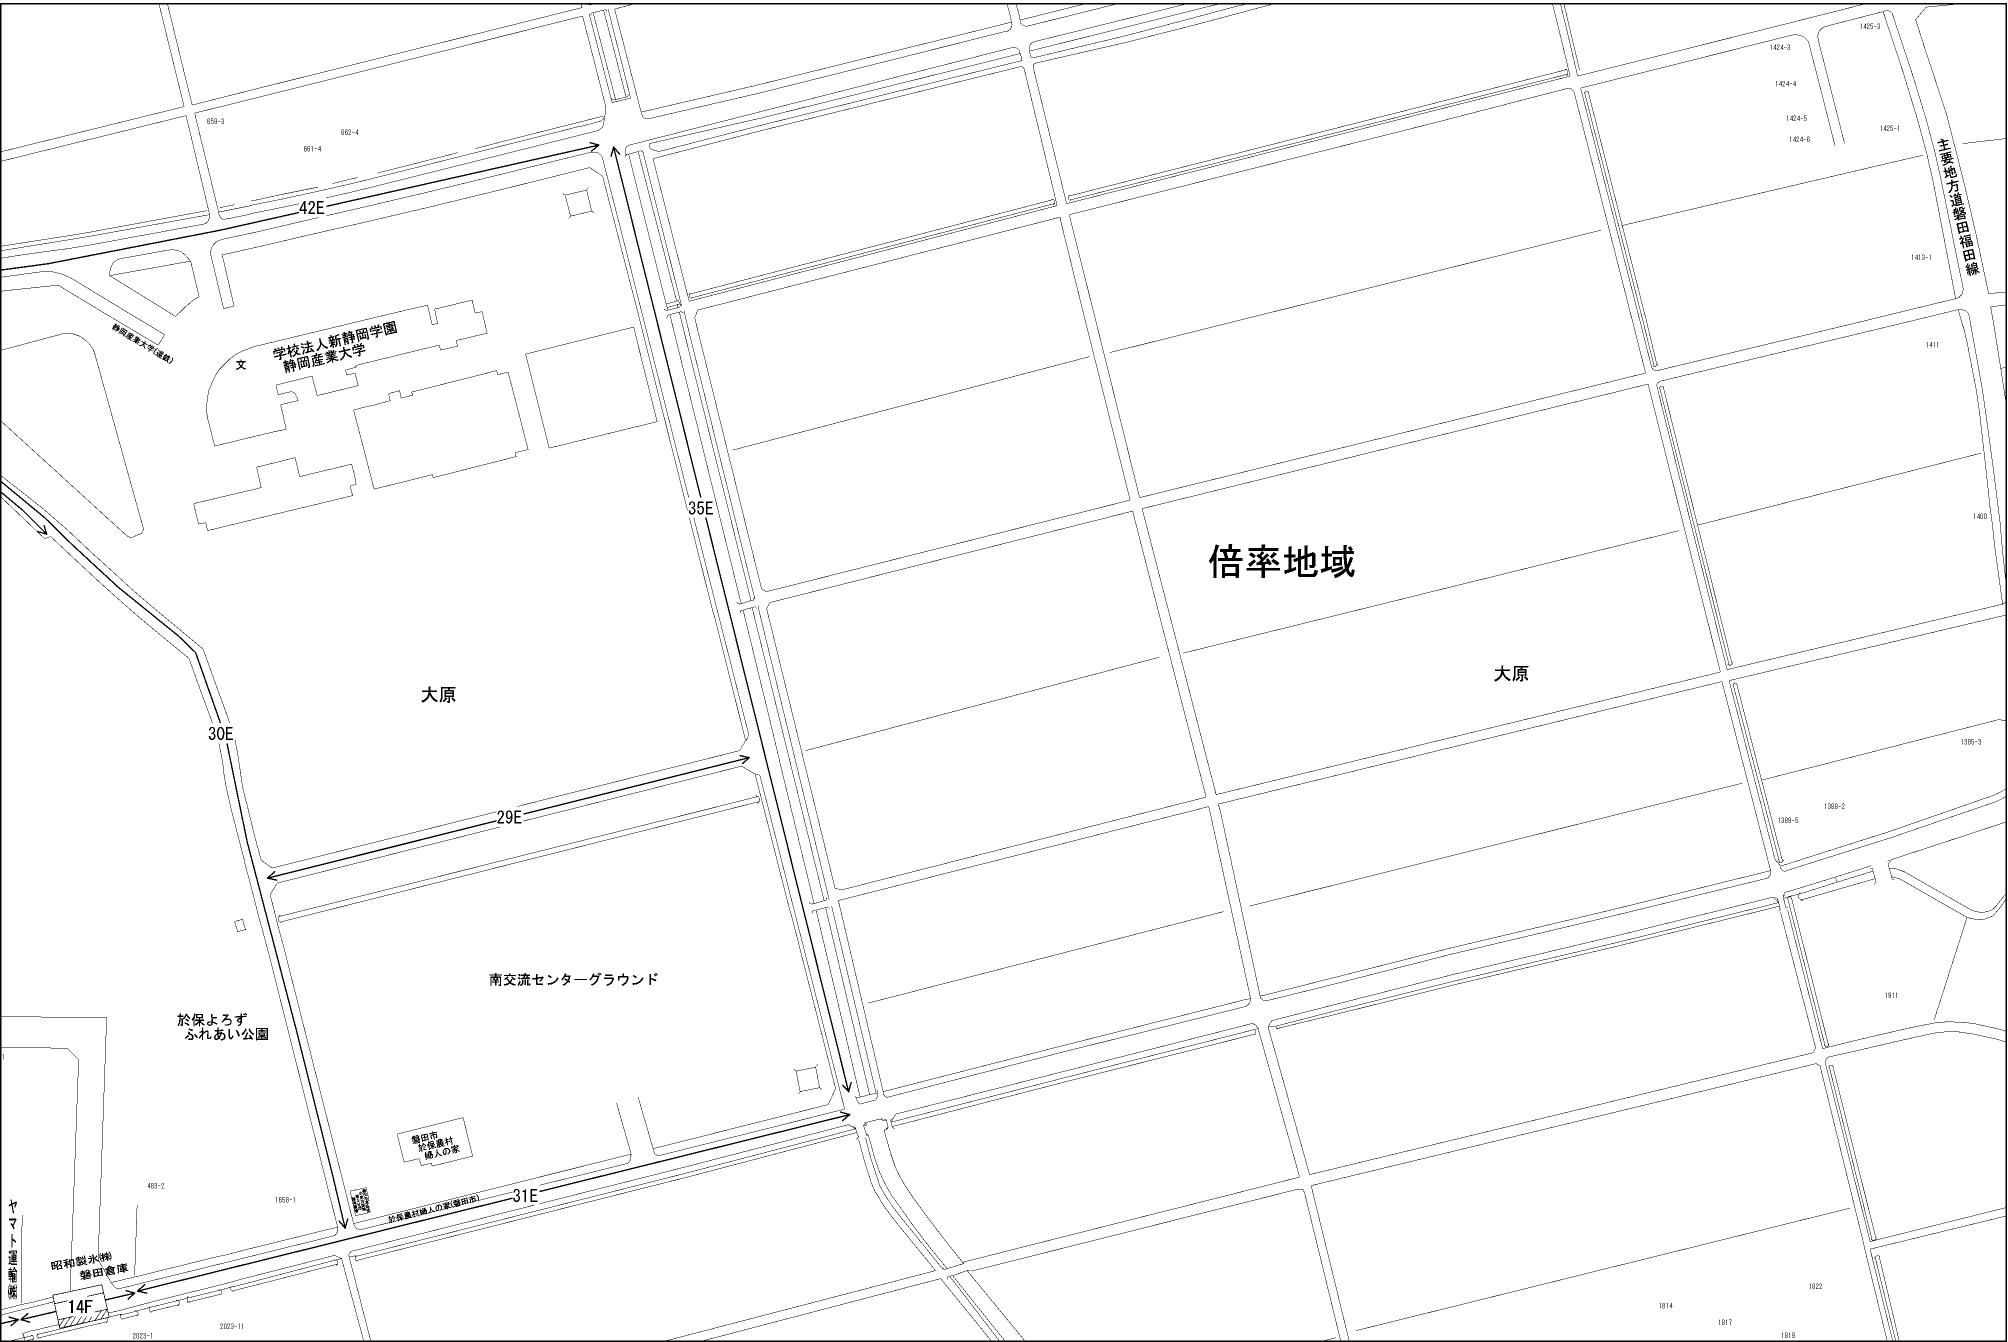 1425-3
1424-3
1424-4
1424-5
1424-6
1425-1
659-3
662-4
661-4
主要地方道磐田福田線
42E
1413-1
静岡産業大学(遠鉄)
学校法人新静岡学園
静岡産業大学
文
1411
35E
1400
倍率地域
大原
大原
30E
1385-3
1388-2
1389-5
29E
南交流センターグラウンド
1911
於保よろず
ふれあい公園
1
磐田市
於保農村
婦人の家
483-2
1658-1
31E
於保農村婦人の家(磐田市)
ヤマト運輸㈱
昭和製氷㈱
磐田倉庫
14F
2023-1
2023-11
1822
1814
1817
1819